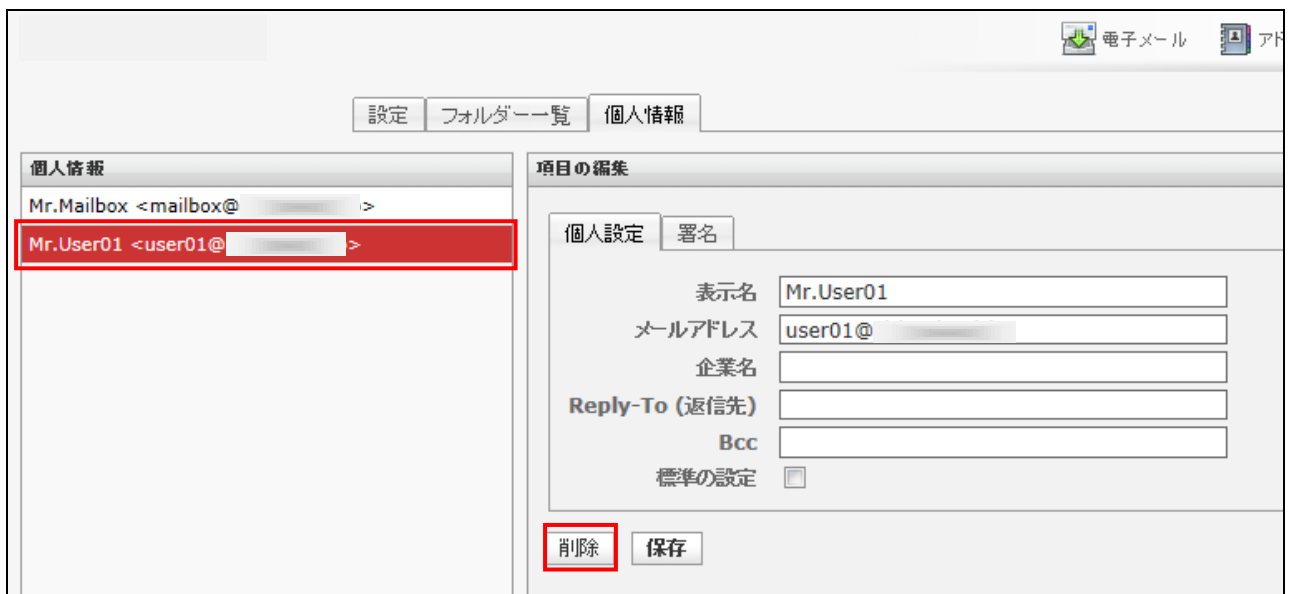 電子メール
アド
設定 フォルダー一覧 個人情報
個人情報
Mr.Mailbox <mailbox@ >
Mr.User01 <user01@ >
項目の編集
個人設定 署名
表示名 Mr.User01
メールアドレス user01@
企業名
Reply-To (返信先)
Bcc
標準の設定
削除 保存